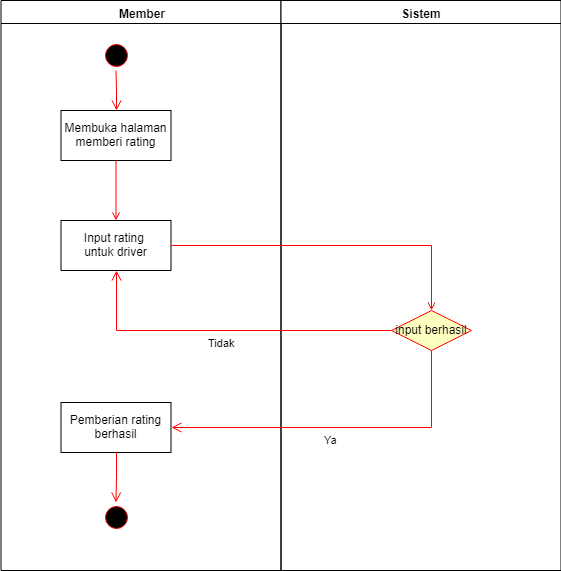 Member
Sistem
Membuka halaman
memberi rating
Input rating
untuk driver
input berhasil
Tidak
Pemberian rating
berhasil
Ya